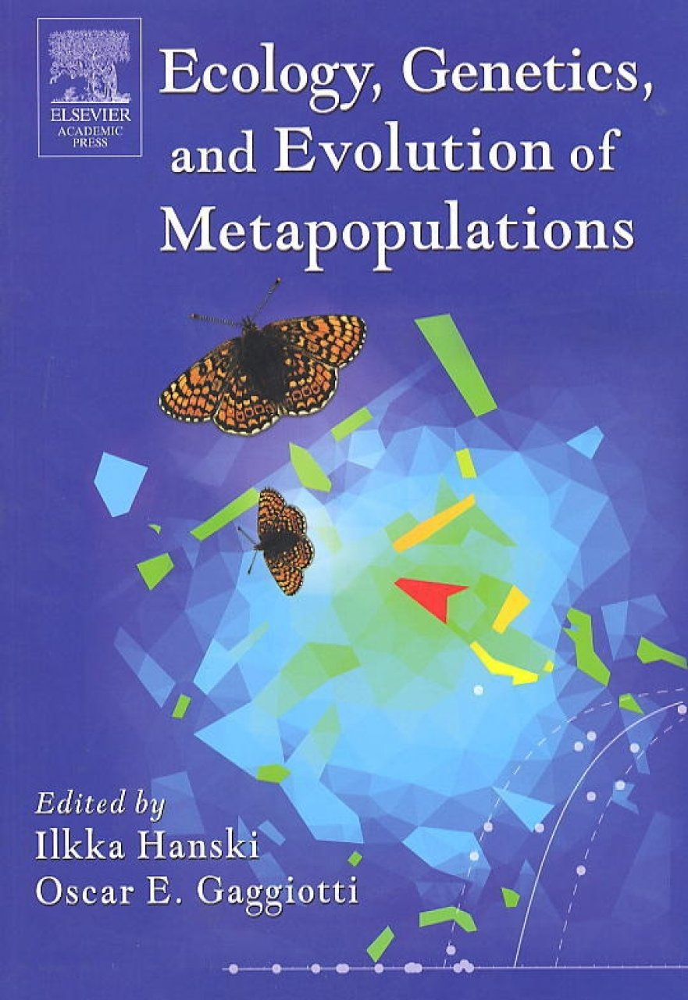 ELSEVIER
ACADEMIC
PRESS
Ecology, Genetics,
and Evolution of
Metapopulations
Edited by
Ilkka Hanski
Oscar E. Gaggiotti